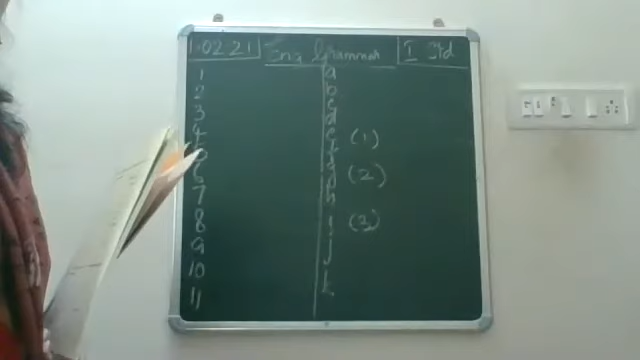 1.02.21 Eng Grammar I Std
1 a
2 b
3 c
4 d
5 e (1)
6 f
7 g (2)
8 h
9 i (3)
10 j
11 k